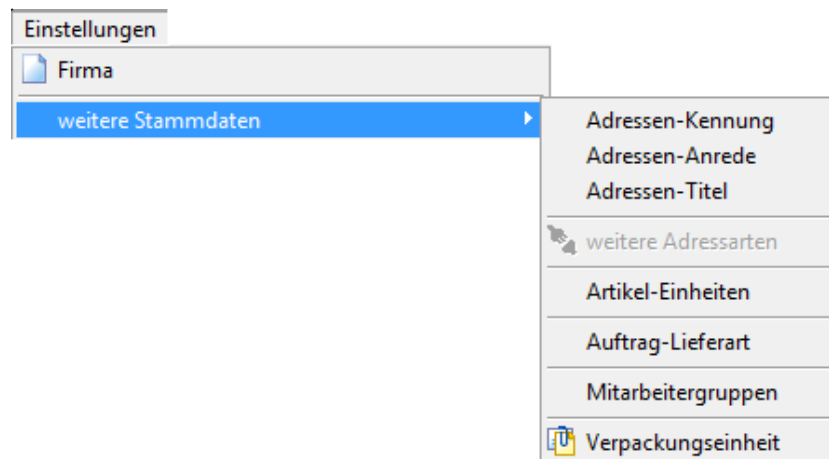 Einstellungen
Firma
weitere Stammdaten
Adressen-Kennung
Adressen-Anrede
Adressen-Titel
weitere Adressarten
Artikel-Einheiten
Auftrag-Lieferart
Mitarbeitergruppen
Verpackungseinheit